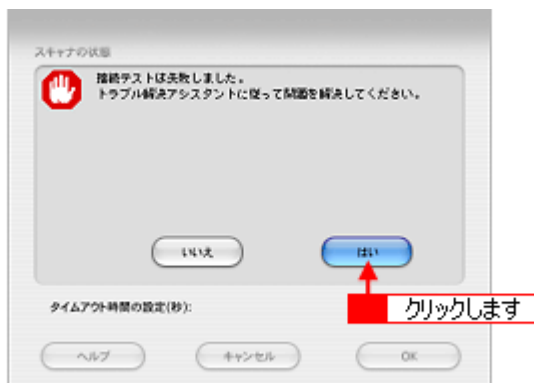 スキャナの状態
接続テストは失敗しました。
トラブル解決アシスタントに従って問題を解決してください。
いいえ
はい
タイムアウト時間の設定(秒):
クリックします
ヘルプ
キャンセル
OK